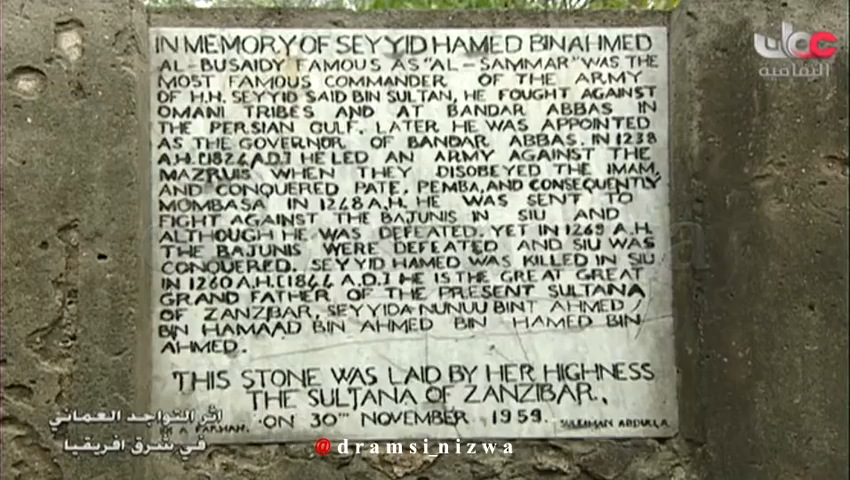 IN MEMORY OF SEYYID HAMED BIN AHMED
AL-BUSAIDY FAMOUS AS "AL-SAMMAR" WAS THE
MOST FAMOUS COMMANDER OF THE ARMY
OF H.H. SEYYID SAID BIN SULTAN, HE FOUGHT AGAINST
OMANI TRIBES AND AT BANDAR ABBAS IN
THE PERSIAN GULF. LATER HE WAS APPOINTED
AS THE GOVERNOR OF BANDAR ABBAS. IN 1238
A.H. [1824 A.D.] HE LED AN ARMY AGAINST THE
MAZRUIS WHEN THEY DISOBEYED THE IMAM,
AND CONQUERED PATE, PEMBA, AND CONSEQUENTLY
MOMBASA IN 1248 A.H. HE WAS SENT TO
FIGHT AGAINST THE BAJUNIS IN SIU AND
ALTHOUGH HE WAS DEFEATED. YET IN 1269 A.H.
THE BAJUNIS WERE DEFEATED AND SIU WAS
CONQUERED. SEYYID HAMED WAS KILLED IN SIU
IN 1260 A.H. [1844 A.D.] HE IS THE GREAT GREAT
GRAND FATHER OF THE PRESENT SULTANA
OF ZANZIBAR, SEYYIDA NUNUU BINT AHMED
BIN HAMAAD BIN AHMED BIN HAMED BIN
AHMED.
THIS STONE WAS LAID BY HER HIGHNESS
THE SULTANA OF ZANZIBAR.,
ON 30TH NOVEMBER 1959.
FARHAN.
SULEIMAN ABDULLA.
عمان
الثقافية
اثر التواجد العماني
في شرق افريقيا
@dramsi_nizwa